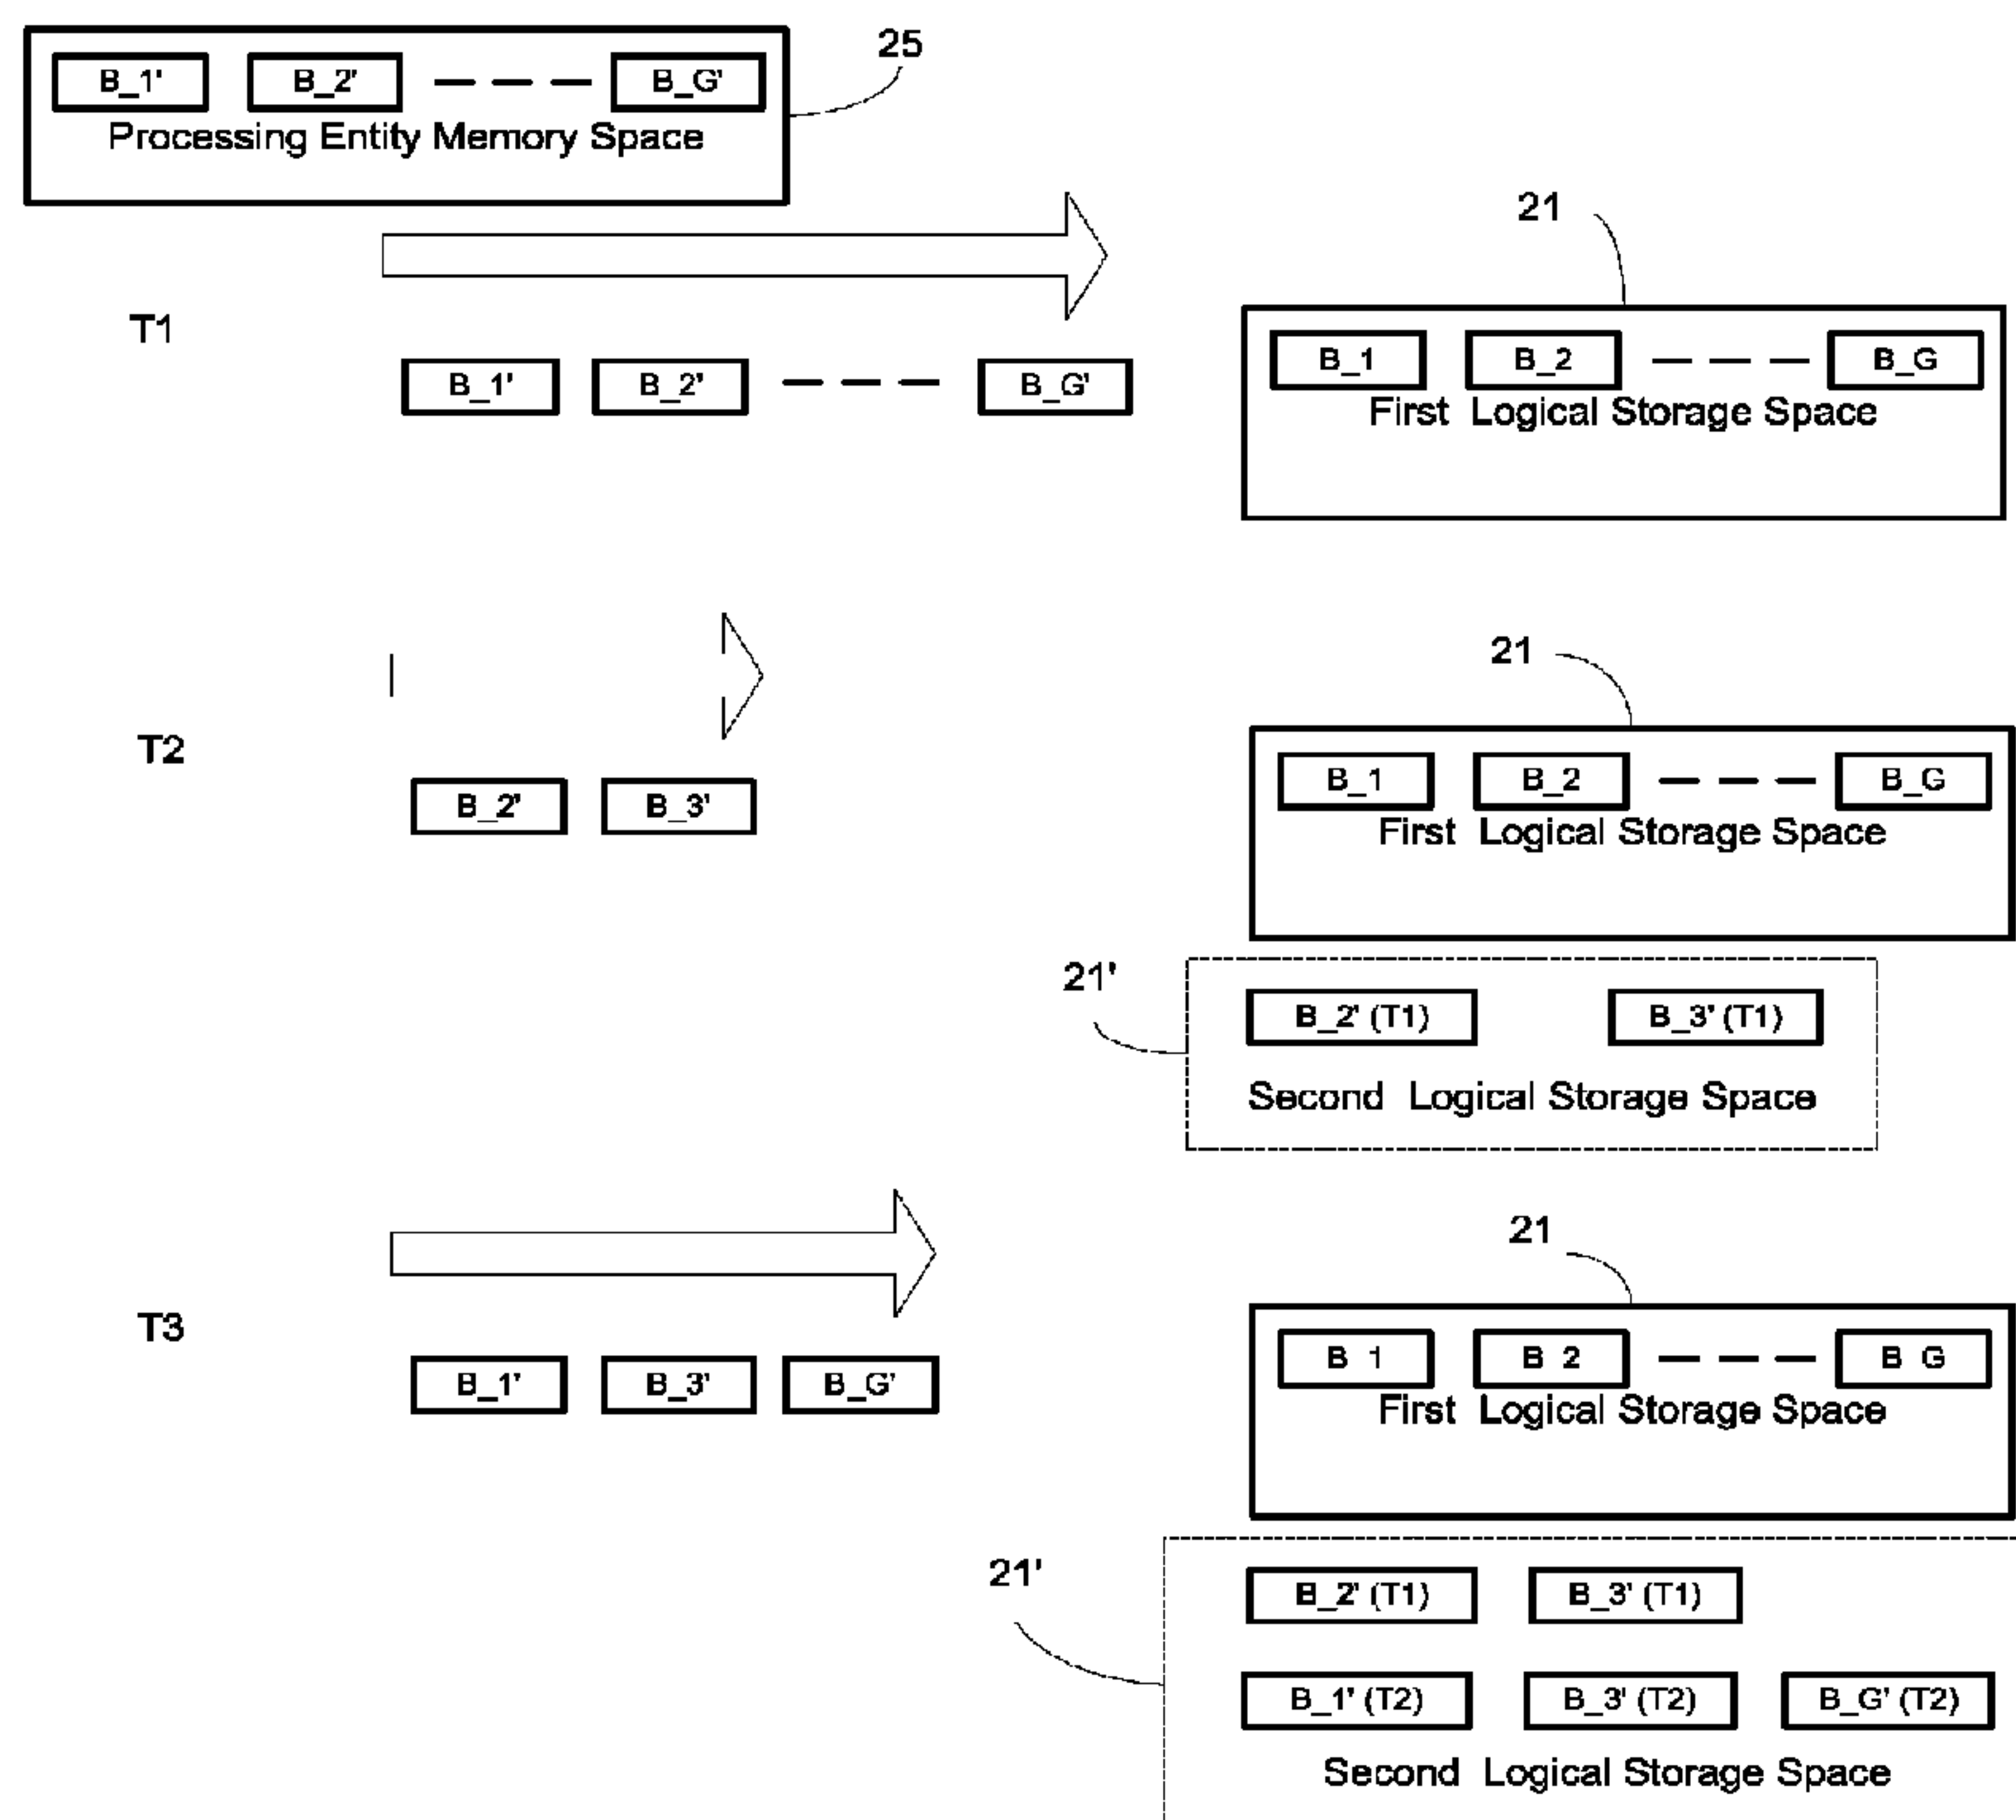 25
B_1' B_2' B_G'
Processing Entity Memory Space
21
T1
B_1 B_2 B_G
First Logical Storage Space
B_1' B_2' B_G'
21
T2
B_1 B_2 B_G
First Logical Storage Space
B_2' B_3'
21'
B_2' (T1) B_3' (T1)
Second Logical Storage Space
21
T3
B_1 B_2 B_G
First Logical Storage Space
B_1' B_3' B_G'
21'
B_2' (T1) B_3' (T1)
B_1' (T2) B_3' (T2) B_G' (T2)
Second Logical Storage Space